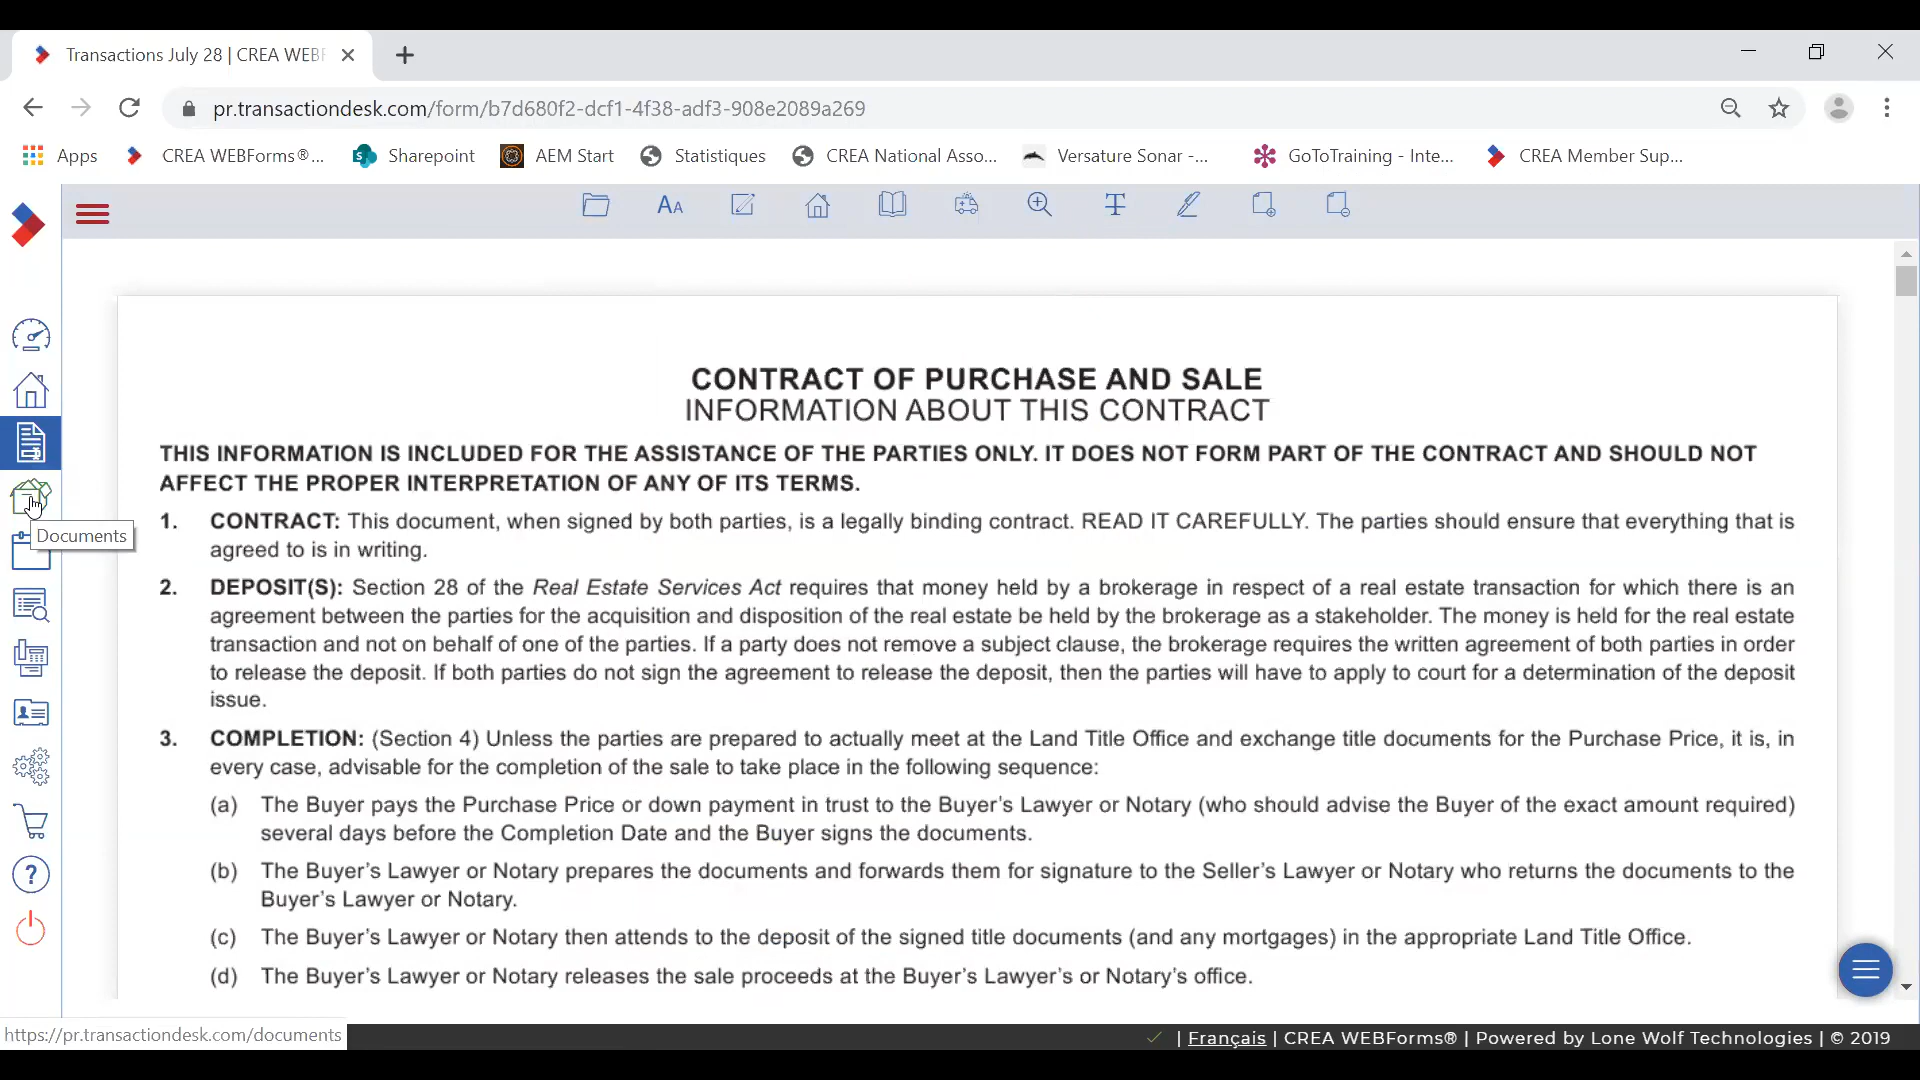 Transactions July 28 | CREA WEBF
pr.transactiondesk.com/form/b7d680f2-dcf1-4f38-adf3-908e2089a269
Apps CREA WEBForms®... Sharepoint AEM Start Statistiques CREA National Asso... Versature Sonar -... GoToTraining - Inte... CREA Member Sup...
CONTRACT OF PURCHASE AND SALE
INFORMATION ABOUT THIS CONTRACT
THIS INFORMATION IS INCLUDED FOR THE ASSISTANCE OF THE PARTIES ONLY. IT DOES NOT FORM PART OF THE CONTRACT AND SHOULD NOT
AFFECT THE PROPER INTERPRETATION OF ANY OF ITS TERMS.
1. CONTRACT: This document, when signed by both parties, is a legally binding contract. READ IT CAREFULLY. The parties should ensure that everything that is
agreed to is in writing.
Documents
2. DEPOSIT(S): Section 28 of the Real Estate Services Act requires that money held by a brokerage in respect of a real estate transaction for which there is an
agreement between the parties for the acquisition and disposition of the real estate be held by the brokerage as a stakeholder. The money is held for the real estate
transaction and not on behalf of one of the parties. If a party does not remove a subject clause, the brokerage requires the written agreement of both parties in order
to release the deposit. If both parties do not sign the agreement to release the deposit, then the parties will have to apply to court for a determination of the deposit
issue.
3. COMPLETION: (Section 4) Unless the parties are prepared to actually meet at the Land Title Office and exchange title documents for the Purchase Price, it is, in
every case, advisable for the completion of the sale to take place in the following sequence:
(a) The Buyer pays the Purchase Price or down payment in trust to the Buyer's Lawyer or Notary (who should advise the Buyer of the exact amount required)
several days before the Completion Date and the Buyer signs the documents.
(b) The Buyer's Lawyer or Notary prepares the documents and forwards them for signature to the Seller's Lawyer or Notary who returns the documents to the
Buyer's Lawyer or Notary.
(c) The Buyer's Lawyer or Notary then attends to the deposit of the signed title documents (and any mortgages) in the appropriate Land Title Office.
(d) The Buyer's Lawyer or Notary releases the sale proceeds at the Buyer's Lawyer's or Notary's office.
https://pr.transactiondesk.com/documents
| Français | CREA WEBForms® | Powered by Lone Wolf Technologies | © 2019